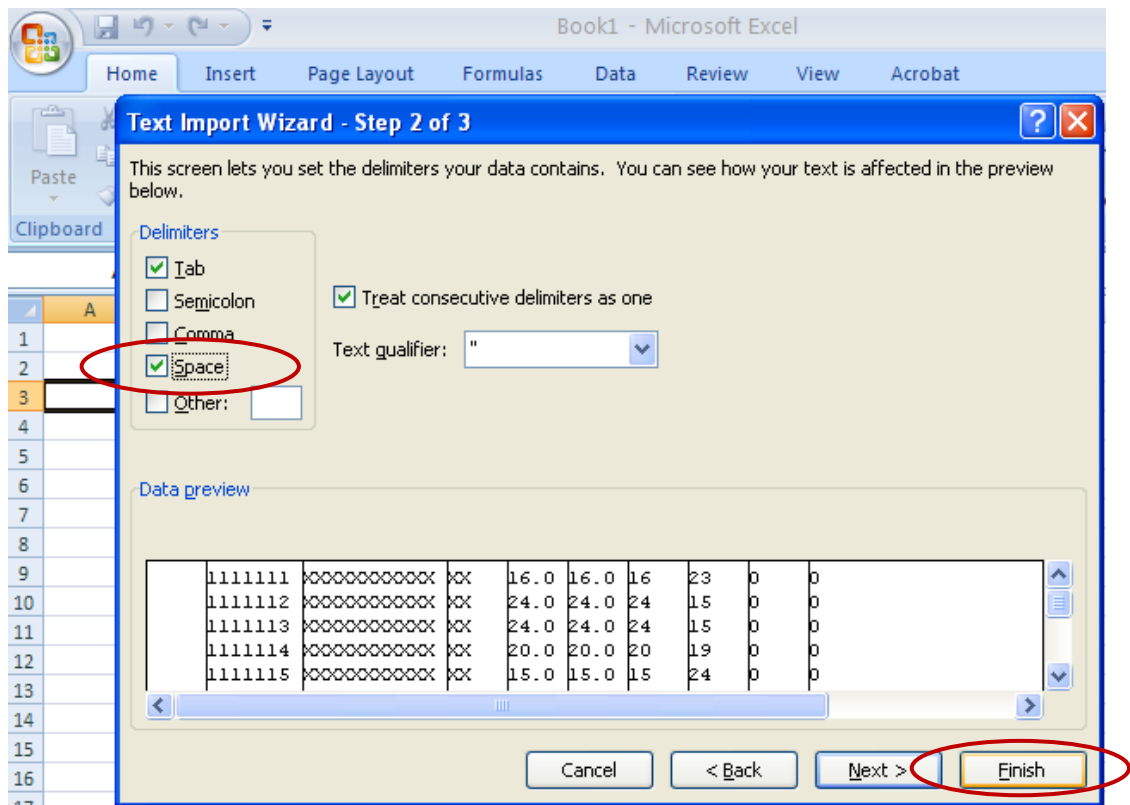 Book1 - Microsoft Excel
Home Insert Page Layout Formulas Data Review View Acrobat
Text Import Wizard - Step 2 of 3
This screen lets you set the delimiters your data contains. You can see how your text is affected in the preview
below.
Paste
Clipboard
Delimiters
Tab
Semicolon
Comma
Space
Other:
Treat consecutive delimiters as one
Text qualifier: "
A
1
2
3
4
5
6
7
8
9
10
11
12
13
14
15
16
17
Data preview
1111111 XXXXXXXXXXX XX 16.0 16.0 16 23 0 0
1111112 XXXXXXXXXXX XX 24.0 24.0 24 15 0 0
1111113 XXXXXXXXXXX XX 24.0 24.0 24 15 0 0
1111114 XXXXXXXXXXX XX 20.0 20.0 20 19 0 0
1111115 XXXXXXXXXXX XX 15.0 15.0 15 24 0 0
Cancel < Back Next > Finish